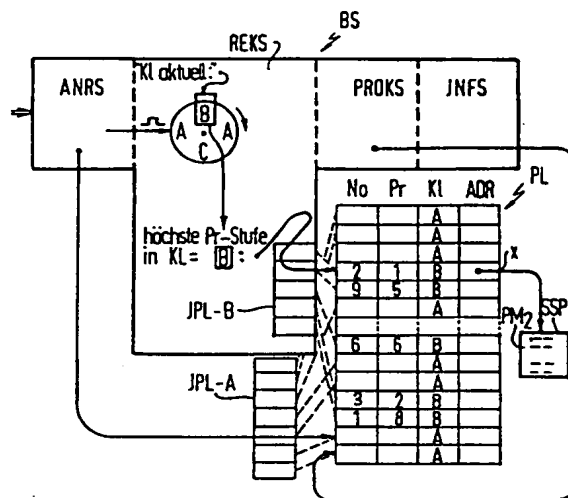 BS
REKS
"Kl aktuell:"
ANRS
PROKS
JNFS
B
A
A
C
PL
No Pr Kl ADR
A
A
A
höchste Pr-Stufe
in KL= B :
2 1 B
x
9 5 B
JPL-B
A
PM2
SSP
6 6 B
A
JPL-A
A
3 2 B
1 8 B
A
A